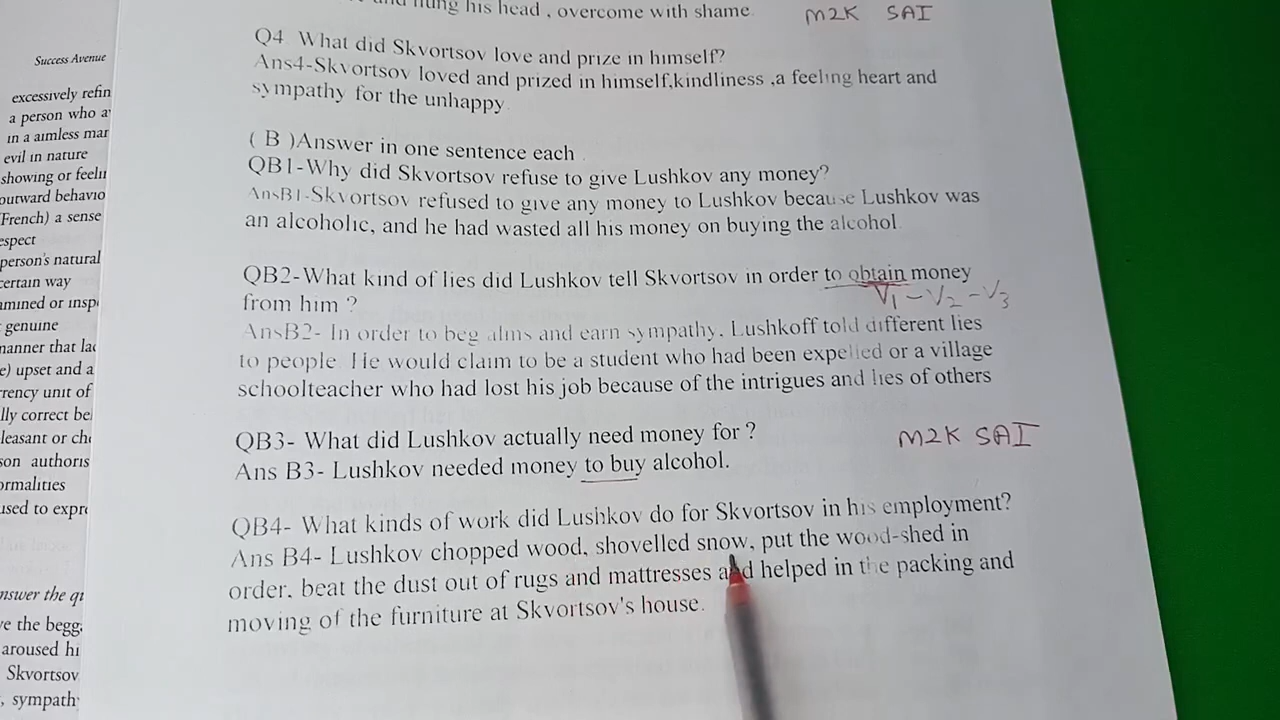 hung his head , overcome with shame.
M2K SAI
Q4 What did Skvortsov love and prize in himself?
Ans4-Skvortsov loved and prized in himself,kindliness ,a feeling heart and
sympathy for the unhappy.
( B )Answer in one sentence each
QB1-Why did Skvortsov refuse to give Lushkov any money?
AnsB1-Skvortsov refused to give any money to Lushkov because Lushkov was
an alcoholic, and he had wasted all his money on buying the alcohol.
QB2-What kind of lies did Lushkov tell Skvortsov in order to obtain money
V1 - V2 - V3
from him ?
AnsB2- In order to beg alms and earn sympathy, Lushkoff told different lies
to people. He would claim to be a student who had been expelled or a village
schoolteacher who had lost his job because of the intrigues and lies of others
QB3- What did Lushkov actually need money for ?
M2K SAI
Ans B3- Lushkov needed money to buy alcohol.
QB4- What kinds of work did Lushkov do for Skvortsov in his employment?
Ans B4- Lushkov chopped wood, shovelled snow, put the wood-shed in
order, beat the dust out of rugs and mattresses and helped in the packing and
moving of the furniture at Skvortsov's house.
Success Avenue
excessively refin
a person who a
in a aimless mar
evil in nature
showing or feeli
outward behavio
French) a sense
espect
person's natural
certain way
amined or insp
genuine
manner that la
e) upset and a
rrency unit of
lly correct be
leasant or ch
son authoris
ormalities
used to expre
nswer the q
ve the begg
aroused hi
Skvortsov
, sympath